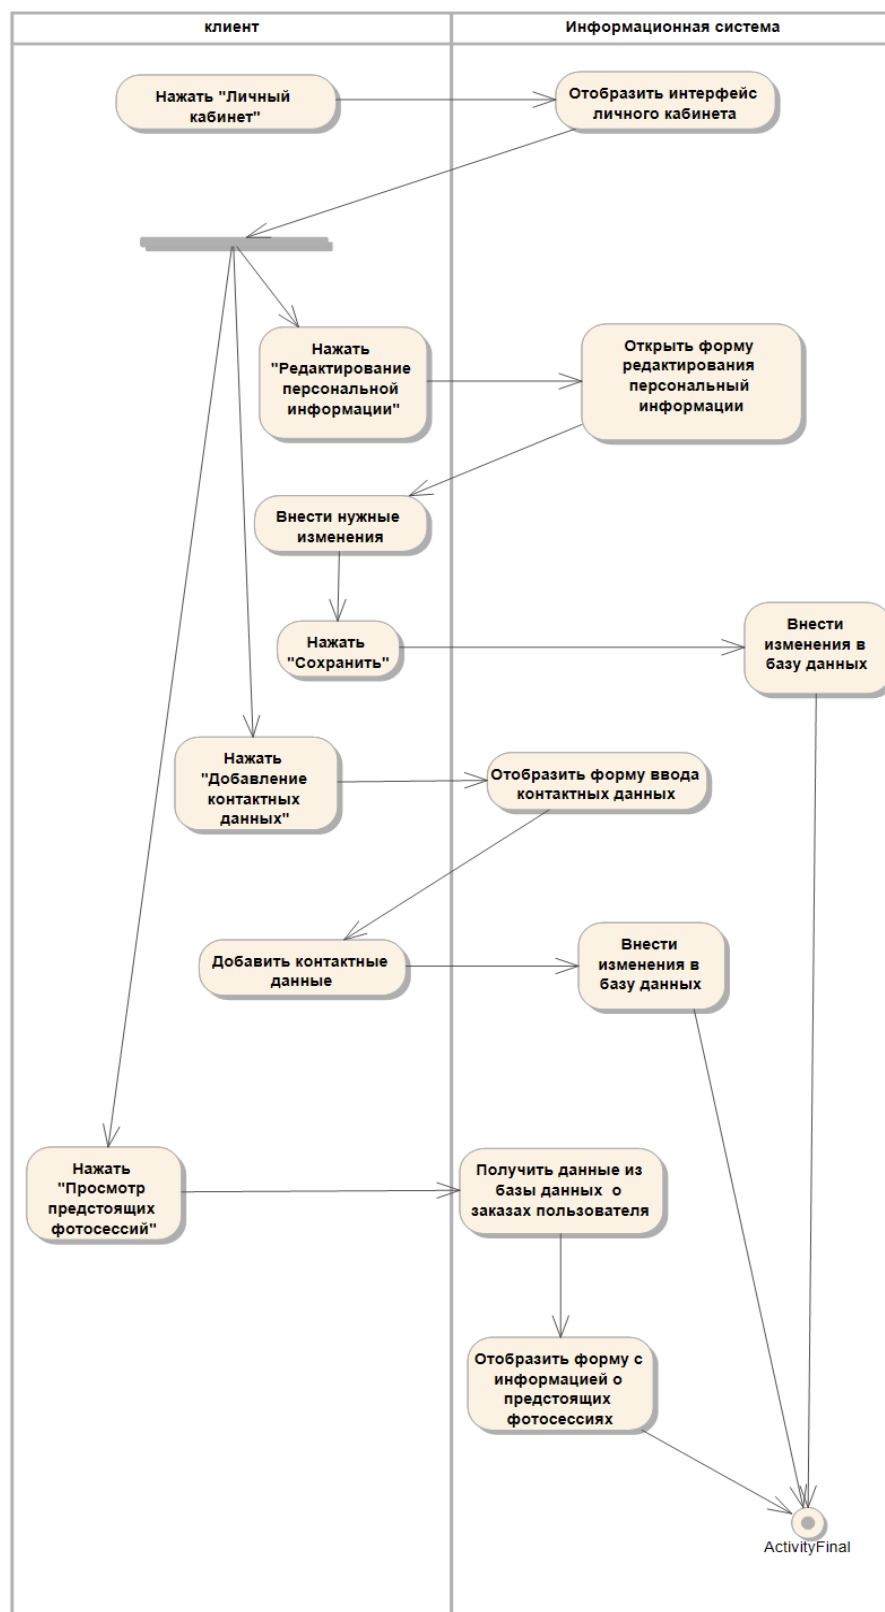 клиент
Информационная система
Нажать "Личный
кабинет"
Отобразить интерфейс
личного кабинета
Нажать
"Редактирование
персональной
информации"
Открыть форму
редактирования
персональный
информации
Внести нужные
изменения
Нажать
"Сохранить"
Внести
изменения в
базу данных
Нажать
"Добавление
контактных
данных"
Отобразить форму ввода
контактных данных
Добавить контактные
данные
Внести
изменения в
базу данных
Нажать
"Просмотр
предстоящих
фотосессий"
Получить данные из
базы данных о
заказах пользователя
Отобразить форму с
информацией о
предстоящих
фотосессиях
ActivityFinal